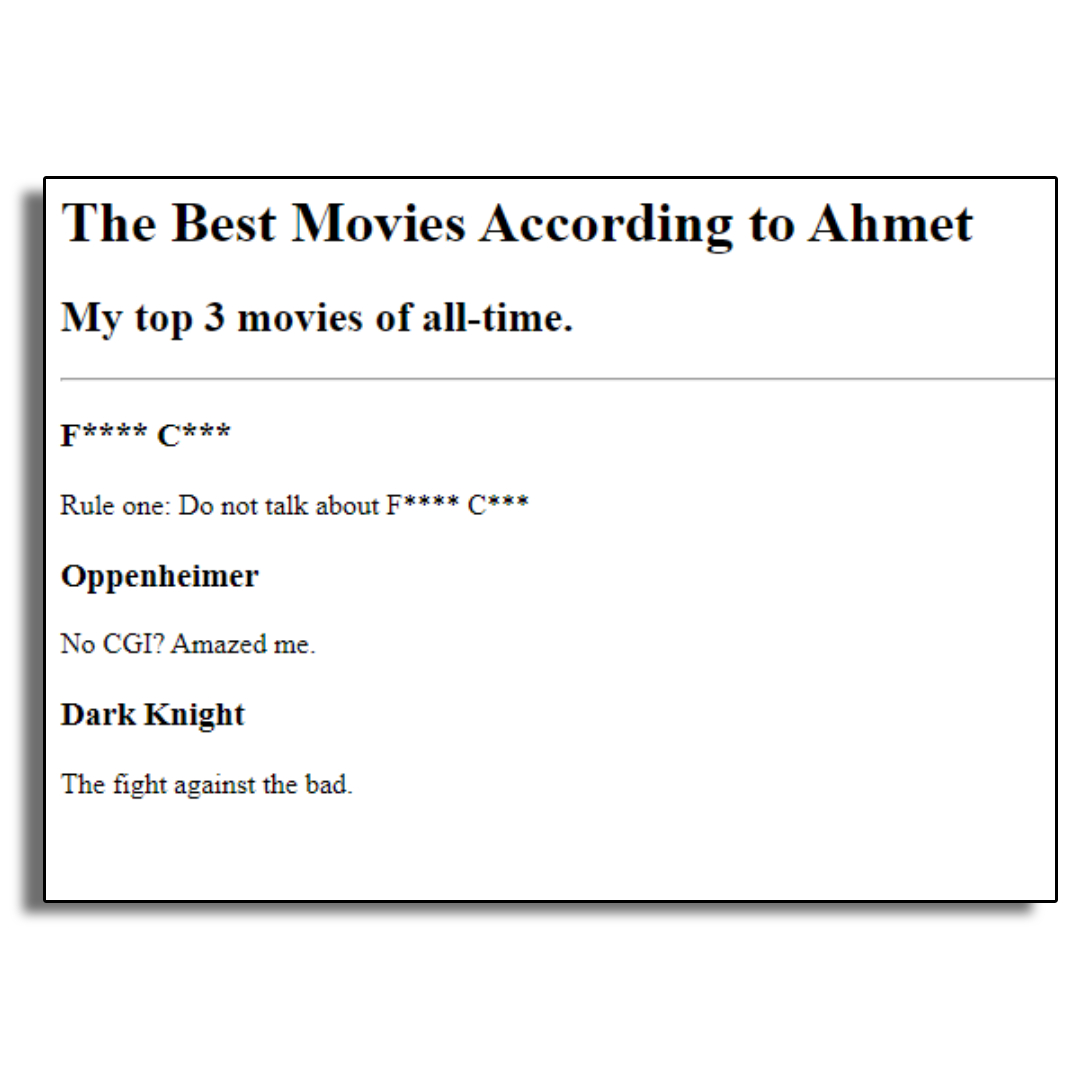 The Best Movies According to Ahmet
My top 3 movies of all-time.
F**** C***
Rule one: Do not talk about F**** C***
Oppenheimer
No CGI? Amazed me.
Dark Knight
The fight against the bad.